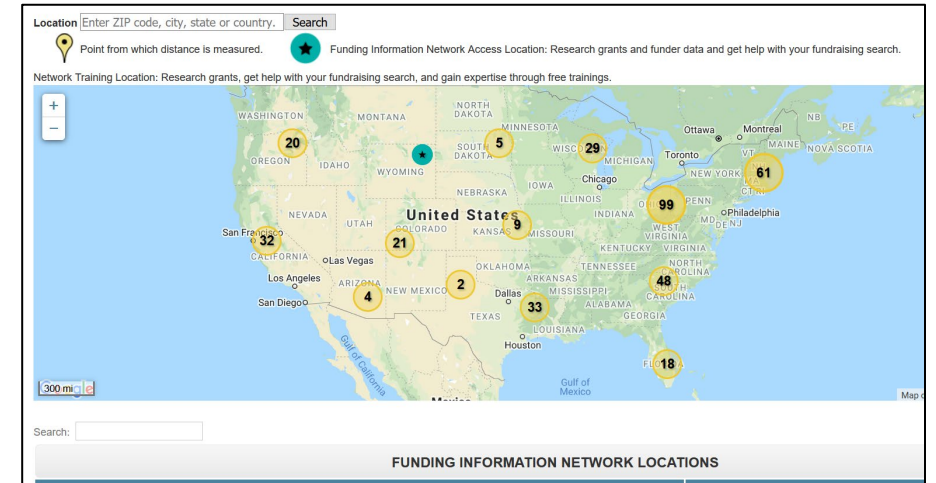 Location Enter ZIP code, city, state or country. Search
Point from which distance is measured.
Funding Information Network Access Location: Research grants and funder data and get help with your fundraising search.
Network Training Location: Research grants, get help with your fundraising search, and gain expertise through free trainings.
+
−
WASHINGTON
MONTANA
NORTH DAKOTA
MINNESOTA
Ottawa
Montreal
NB
PE
MAINE
NOVA SCOTIA
20
OREGON
IDAHO
WYOMING
SOUTH DAKOTA
5
29
MICHIGAN
Toronto
VT
NEW YORK
61
CT RI
NEBRASKA
IOWA
Chicago
ILLINOIS
INDIANA
99
PENN
Philadelphia
MD
DE NJ
NEVADA
UTAH
COLORADO
United States
KANSAS
9
MISSOURI
WEST VIRGINIA
KENTUCKY
VIRGINIA
San Francisco
32
21
CALIFORNIA
Las Vegas
OKLAHOMA
TENNESSEE
NORTH CAROLINA
Los Angeles
ARIZONA
4
NEW MEXICO
2
ARKANSAS
MISSISSIPPI
48
SOUTH CAROLINA
San Diego
Dallas
33
ALABAMA
GEORGIA
TEXAS
LOUISIANA
Houston
Gulf of California
18
Gulf of Mexico
300 mi
Map
Search:
FUNDING INFORMATION NETWORK LOCATIONS